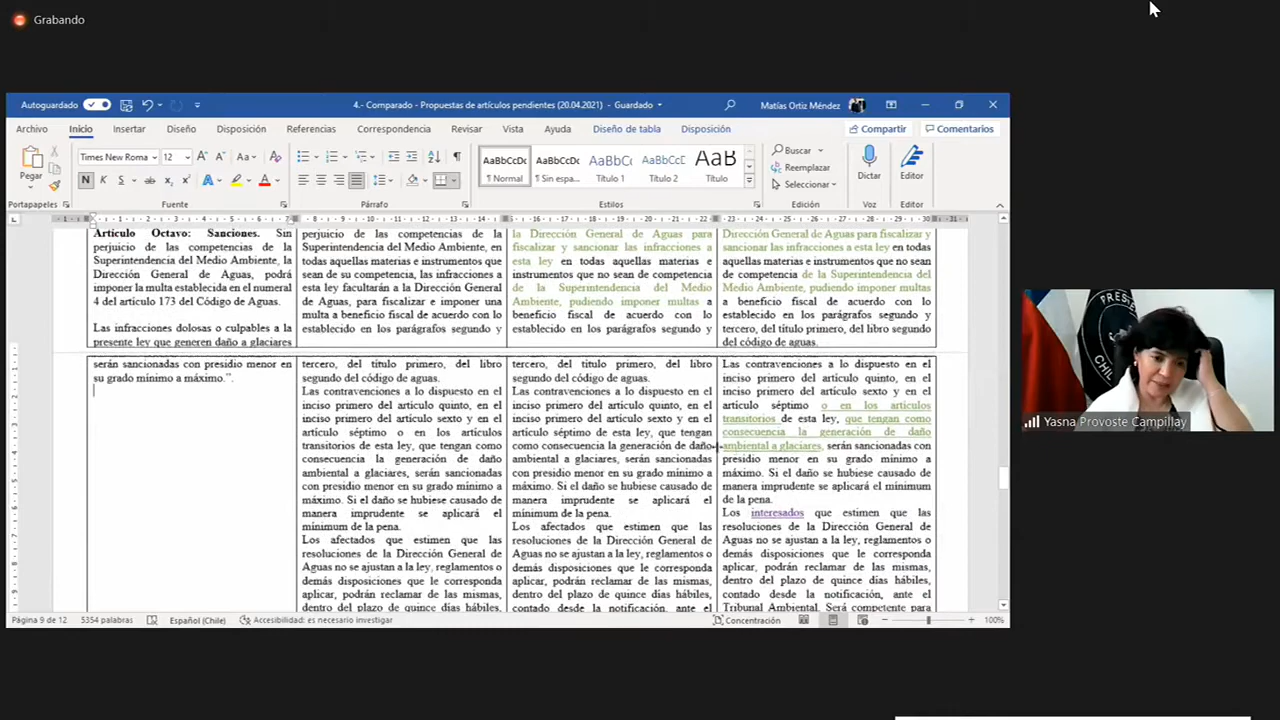 Grabando
Autoguardado
4.- Comparado - Propuestas de artículos pendientes (20.04.2021) - Guardado
Matías Ortiz Méndez
Archivo Inicio Insertar Diseño Disposición Referencias Correspondencia Revisar Vista Ayuda Diseño de tabla Disposición Compartir Comentarios
Pegar
Times New Roma 12
N K S ab x₂ x²
AaBbCcDc AaBbCcDc AaBbCc AaBbCcE AaB
¶ Normal ¶ Sin espa... Título 1 Título 2 Título
Buscar
Reemplazar
Seleccionar
Dictar
Editor
Portapapeles Fuente Párrafo Estilos Edición Voz Editor
Artículo Octavo: Sanciones. Sin
perjuicio de las competencias de la
Superintendencia del Medio Ambiente, la
Dirección General de Aguas, podrá
imponer la multa establecida en el numeral
4 del artículo 173 del Código de Aguas.
Las infracciones dolosas o culpables a la
presente ley que generen daño a glaciares
serán sancionadas con presidio menor en
su grado mínimo a máximo.”.
perjuicio de las competencias de la
Superintendencia del Medio Ambiente, en
todas aquellas materias e instrumentos que
sean de su competencia, las infracciones a
esta ley facultarán a la Dirección General
de Aguas, para fiscalizar e imponer una
multa a beneficio fiscal de acuerdo con lo
establecido en los parágrafos segundo y
tercero, del título primero, del libro
segundo del código de aguas.
Las contravenciones a lo dispuesto en el
inciso primero del artículo quinto, en el
inciso primero del artículo sexto y en el
artículo séptimo o en los artículos
transitorios de esta ley, que tengan como
consecuencia la generación de daño
ambiental a glaciares, serán sancionadas
con presidio menor en su grado mínimo a
máximo. Si el daño se hubiese causado de
manera imprudente se aplicará el
mínimum de la pena.
Los afectados que estimen que las
resoluciones de la Dirección General de
Aguas no se ajustan a la ley, reglamentos o
demás disposiciones que le corresponda
aplicar, podrán reclamar de las mismas,
dentro del plazo de quince días hábiles,
contado desde la notificación, ante el
la Dirección General de Aguas para
fiscalizar y sancionar las infracciones a
esta ley en todas aquellas materias e
instrumentos que no sean de competencia
de la Superintendencia del Medio
Ambiente, pudiendo imponer multas a
beneficio fiscal de acuerdo con lo
establecido en los parágrafos segundo y
tercero, del título primero, del libro
segundo del código de aguas.
Las contravenciones a lo dispuesto en el
inciso primero del artículo quinto, en el
inciso primero del artículo sexto y en el
artículo séptimo de esta ley, que tengan
como consecuencia la generación de daño
ambiental a glaciares, serán sancionadas
con presidio menor en su grado mínimo a
máximo. Si el daño se hubiese causado de
manera imprudente se aplicará el
mínimum de la pena.
Los afectados que estimen que las
resoluciones de la Dirección General de
Aguas no se ajustan a la ley, reglamentos o
demás disposiciones que le corresponda
aplicar, podrán reclamar de las mismas,
dentro del plazo de quince días hábiles,
contado desde la notificación, ante el
Dirección General de Aguas para fiscalizar y
sancionar las infracciones a esta ley en todas
aquellas materias e instrumentos que no sean
de competencia de la Superintendencia del
Medio Ambiente, pudiendo imponer multas
a beneficio fiscal de acuerdo con lo
establecido en los parágrafos segundo y
tercero, del título primero, del libro segundo
del código de aguas.
Las contravenciones a lo dispuesto en el
inciso primero del artículo quinto, en el
inciso primero del artículo sexto y en el
artículo séptimo o en los artículos
transitorios de esta ley, que tengan como
consecuencia la generación de daño
ambiental a glaciares, serán sancionadas con
presidio menor en su grado mínimo a
máximo. Si el daño se hubiese causado de
manera imprudente se aplicará el mínimum
de la pena.
Los interesados que estimen que las
resoluciones de la Dirección General de
Aguas no se ajustan a la ley, reglamentos o
demás disposiciones que le corresponda
aplicar, podrán reclamar de las mismas,
dentro del plazo de quince días hábiles,
contado desde la notificación, ante el
Tribunal Ambiental. Será competente para
Página 9 de 12 5354 palabras Español (Chile) Accesibilidad: es necesario investigar Concentración 100%
Yasna Provoste Campillay